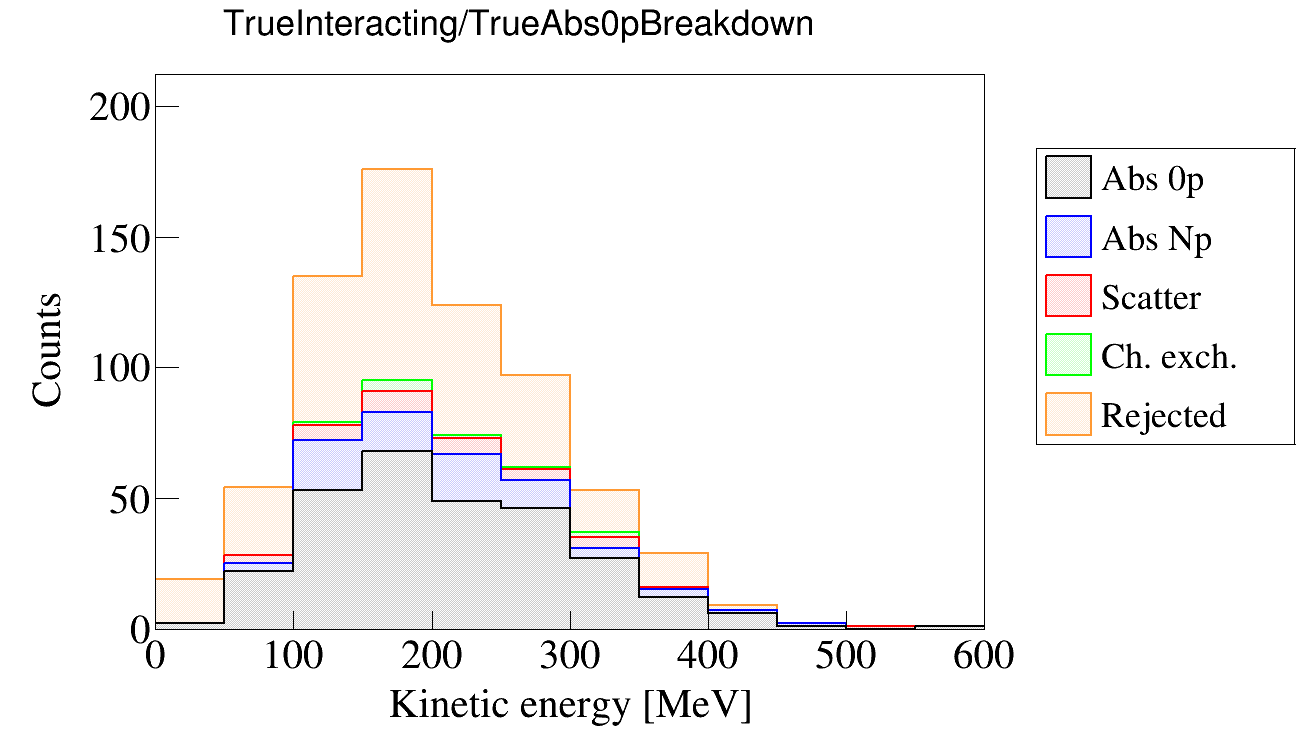 TrueInteracting/TrueAbs0pBreakdown
200
150
100
50
0
Counts
0 100 200 300 400 500 600
Kinetic energy [MeV]
Abs 0p
Abs Np
Scatter
Ch. exch.
Rejected